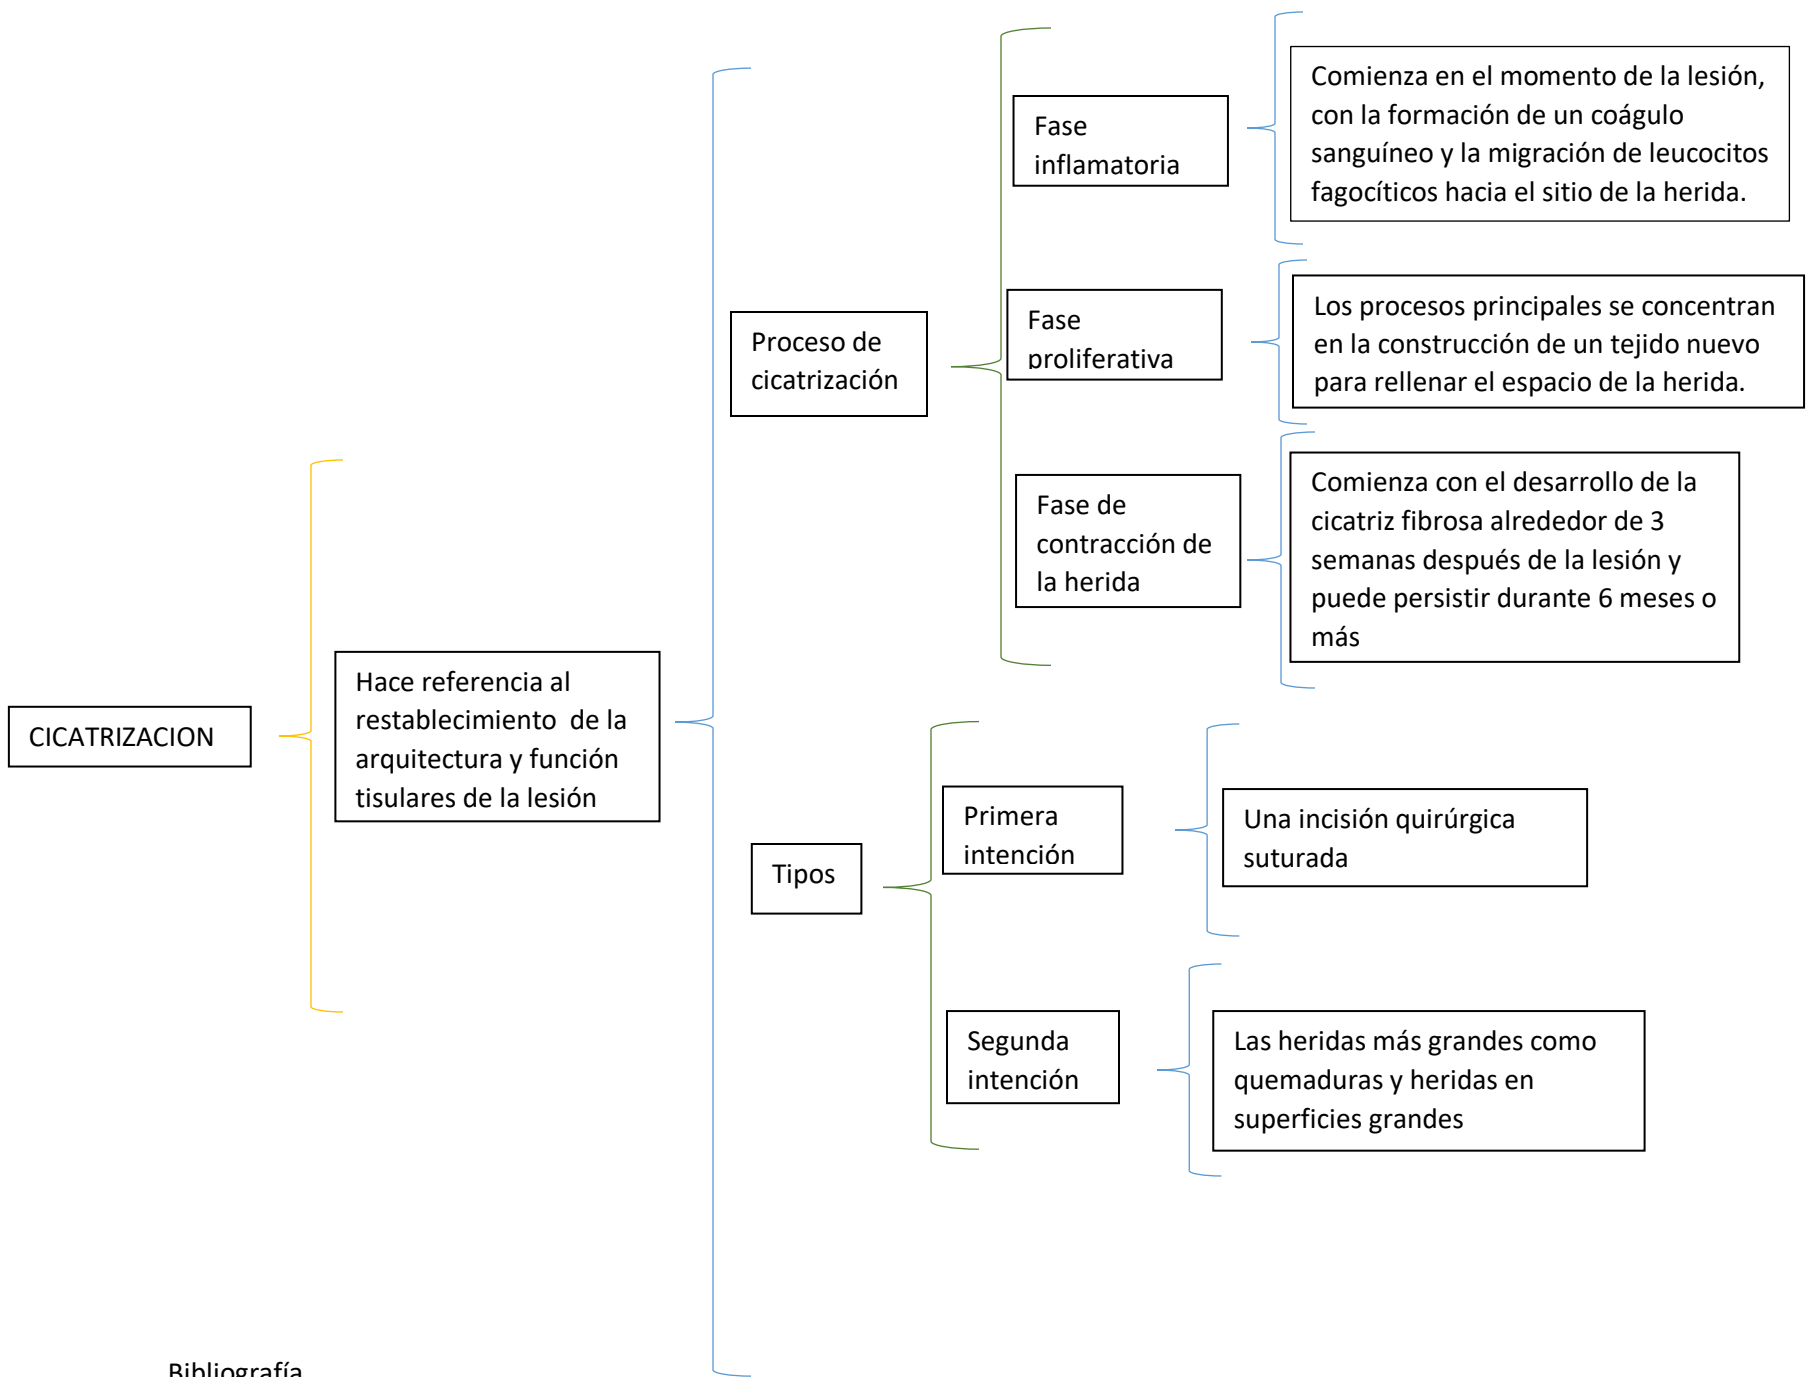 CICATRIZACION
Hace referencia al
restablecimiento  de la
arquitectura y función
tisulares de la lesión
Proceso de
cicatrización
Fase
inflamatoria
Comienza en el momento de la lesión,
con la formación de un coágulo
sanguíneo y la migración de leucocitos
fagocíticos hacia el sitio de la herida.
Fase
proliferativa
Los procesos principales se concentran
en la construcción de un tejido nuevo
para rellenar el espacio de la herida.
Fase de
contracción de
la herida
Comienza con el desarrollo de la
cicatriz fibrosa alrededor de 3
semanas después de la lesión y
puede persistir durante 6 meses o
más
Tipos
Primera
intención
Una incisión quirúrgica
suturada
Segunda
intención
Las heridas más grandes como
quemaduras y heridas en
superficies grandes
Bibliografía